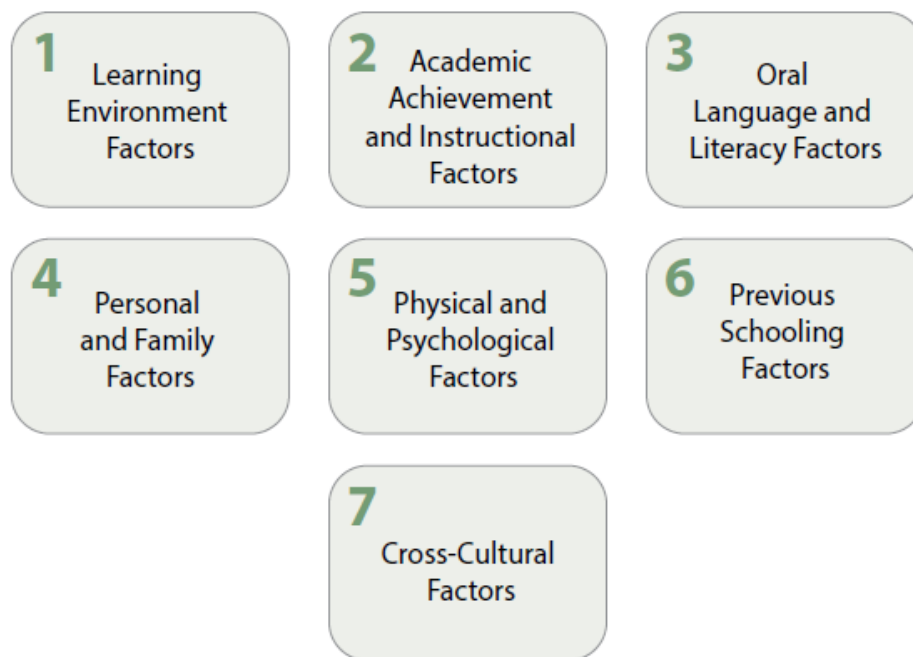 1
Learning
Environment
Factors
2
Academic
Achievement
and Instructional
Factors
3
Oral
Language and
Literacy Factors
4
Personal
and Family
Factors
5
Physical and
Psychological
Factors
6
Previous
Schooling
Factors
7
Cross-Cultural
Factors